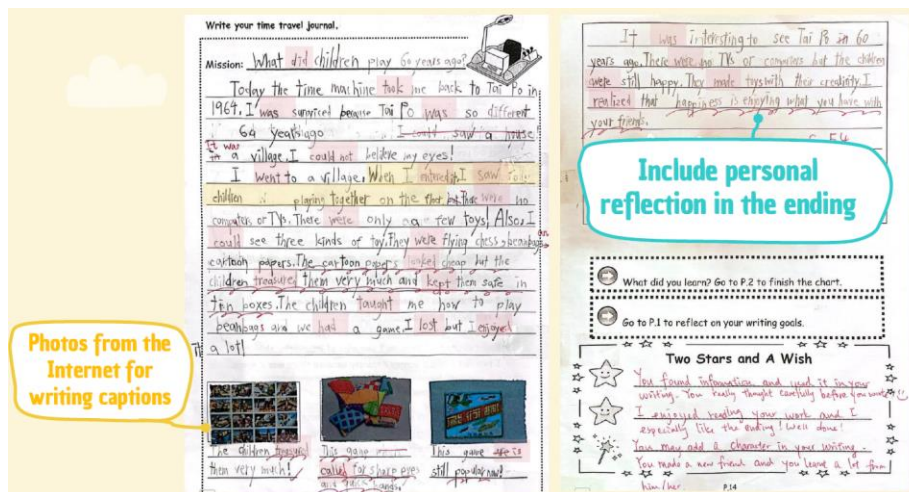 Write your time travel journal.
Mission: What did children play 60 years ago?
Today the time machine took me back to Tai Po in
1964. I was surprised because Tai Po was so different
64 years ago I could saw a house!
It was
a village. I could not believe my eyes!
I went to a village. When I entered, I saw
children playing together on the floor but there were no
computers or TVs. There were only a few toys! Also, I
could see three kinds of toy. They were flying chess, beanbags,
cartoon papers. The cartoon papers looked cheap but the
children treasured them very much and kept them safe in
tin boxes. The children taught me how to play
beanbags and we had a game. I lost but I enjoyed
it a lot!
The children treasured
them very much!
This game
called for sharp eyes
and quick hands.
This game is
still popular now!
Photos from the
Internet for
writing captions
It was interesting to see Tai Po in 60
years ago. There were no TVs or computers but the children
were still happy. They made toys with their creativity. I
realized that happiness is enjoying what you have with
your friends.
Include personal
reflection in the ending
What did you learn? Go to P.2 to finish the chart.
Go to P.1 to reflect on your writing goals.
Two Stars and A Wish
You found information and used it in your
writing. You really thought carefully before you wrote
I enjoyed reading your work and I
especially like the ending! Well done!
You may add a character in your writing.
You made a new friend and you learn a lot from
him/her.
P.14